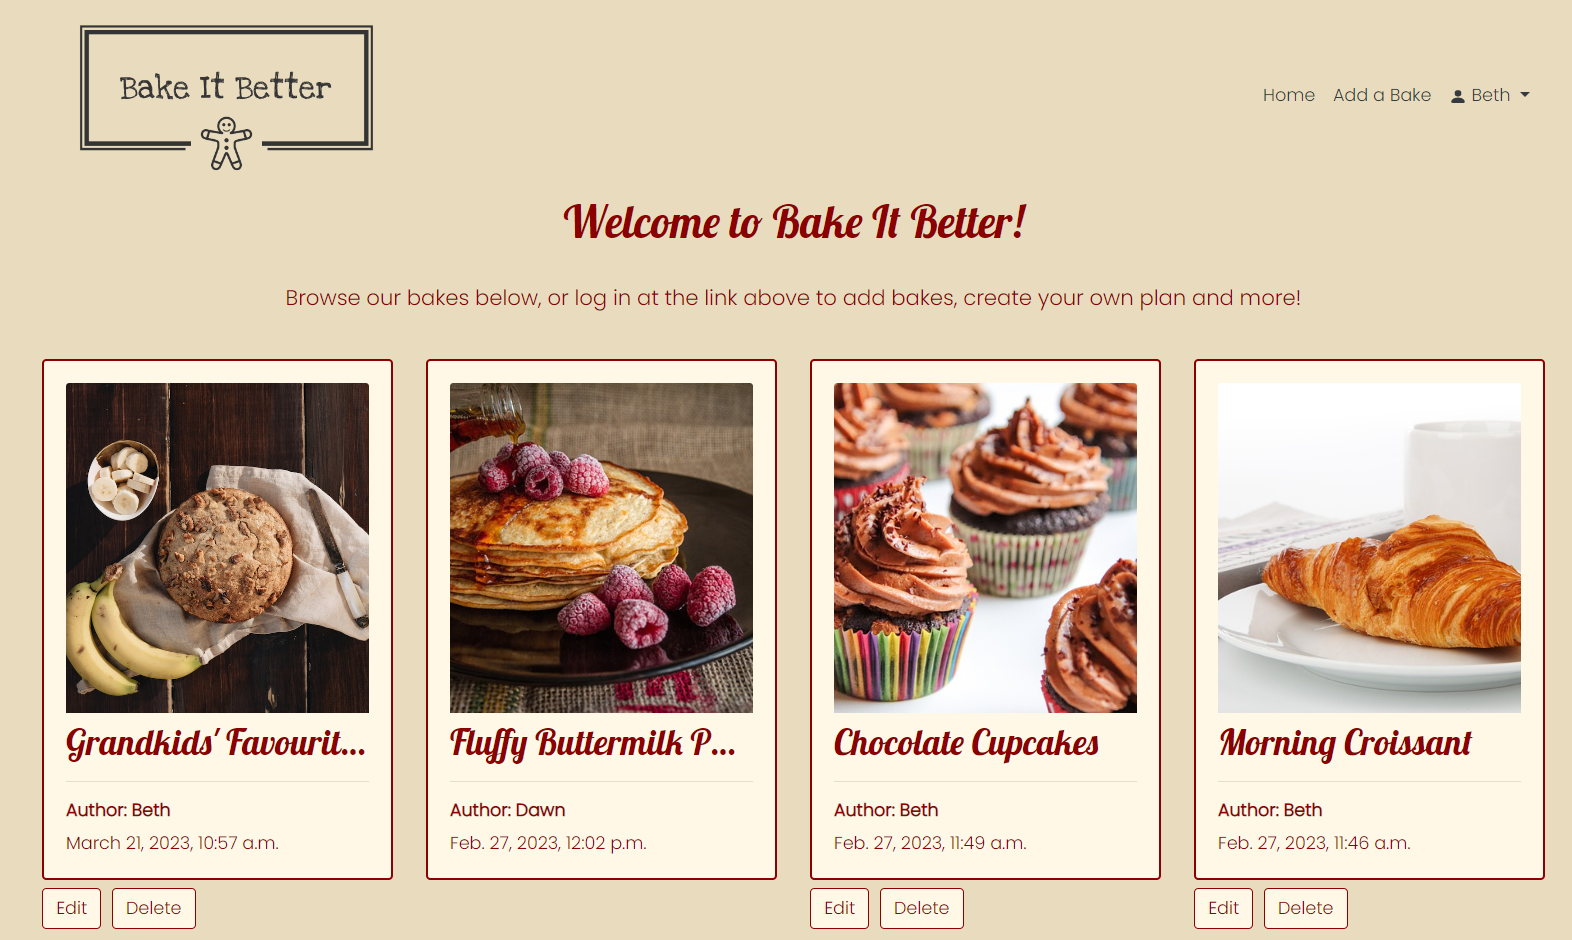 Bake It Better
Home Add a Bake Beth
Welcome to Bake It Better!
Browse our bakes below, or log in at the link above to add bakes, create your own plan and more!
Grandkids' Favourit...
Author: Beth
March 21, 2023, 10:57 a.m.
Edit Delete
Fluffy Buttermilk P...
Author: Dawn
Feb. 27, 2023, 12:02 p.m.
Chocolate Cupcakes
Author: Beth
Feb. 27, 2023, 11:49 a.m.
Edit Delete
Morning Croissant
Author: Beth
Feb. 27, 2023, 11:46 a.m.
Edit Delete